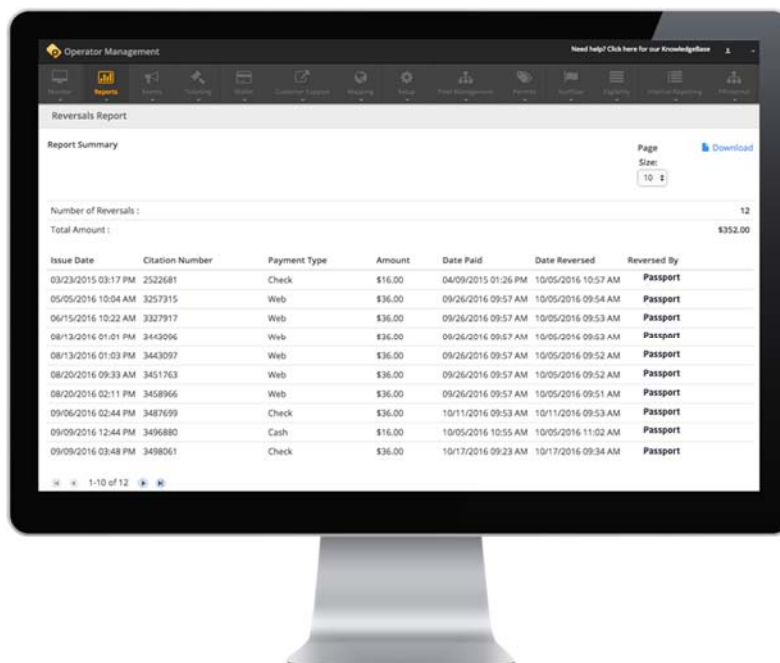 Operator Management
Need help? Click here for our KnowledgeBase
Monitor Reports Events Ticketing Wallet Customer Support Mapping Setup Fleet Management Permits Eligibility Internal Reporting
Reversals Report
Report Summary
Page Size:
10
Download
Number of Reversals : 12
Total Amount : $352.00
Issue Date Citation Number Payment Type Amount Date Paid Date Reversed Reversed By
03/23/2015 03:17 PM 2522681 Check $16.00 04/09/2015 01:26 PM 10/05/2016 10:57 AM Passport
05/05/2016 10:04 AM 3257315 Web $36.00 09/26/2016 09:57 AM 10/05/2016 09:54 AM Passport
06/15/2016 10:22 AM 3327917 Web $36.00 09/26/2016 09:57 AM 10/05/2016 09:53 AM Passport
08/13/2016 01:01 PM 3443096 Web $36.00 09/26/2016 09:57 AM 10/05/2016 09:53 AM Passport
08/13/2016 01:03 PM 3443097 Web $36.00 09/26/2016 09:57 AM 10/05/2016 09:52 AM Passport
08/20/2016 09:33 AM 3451763 Web $36.00 09/26/2016 09:57 AM 10/05/2016 09:52 AM Passport
08/20/2016 02:11 PM 3458966 Web $36.00 09/26/2016 09:57 AM 10/05/2016 09:51 AM Passport
09/06/2016 02:44 PM 3487699 Check $36.00 10/11/2016 09:53 AM 10/11/2016 09:53 AM Passport
09/09/2016 12:44 PM 3496880 Cash $16.00 10/05/2016 10:55 AM 10/05/2016 11:02 AM Passport
09/09/2016 03:48 PM 3498061 Check $36.00 10/17/2016 09:23 AM 10/17/2016 09:34 AM Passport
1-10 of 12